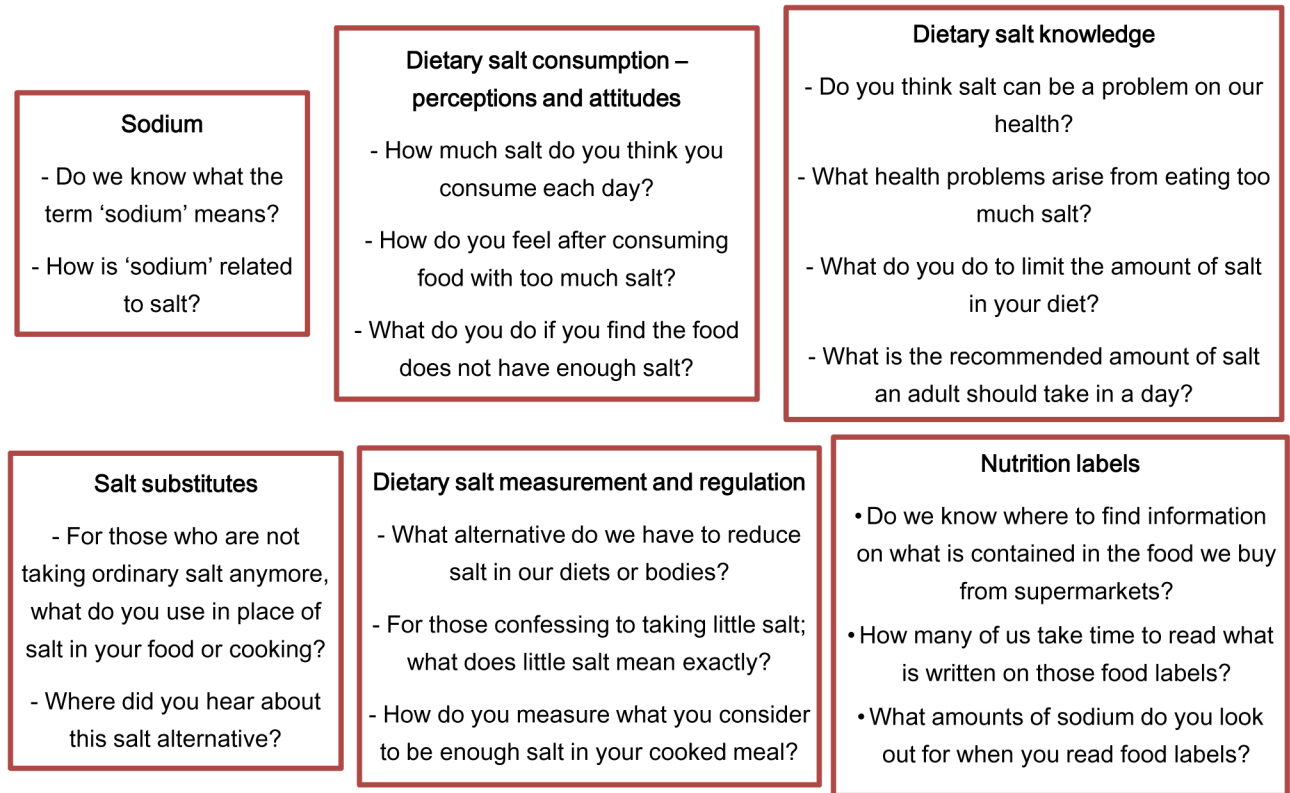 Sodium
- Do we know what the
term ‘sodium’ means?
- How is ‘sodium’ related
to salt?
Dietary salt consumption –
perceptions and attitudes
- How much salt do you think you
consume each day?
- How do you feel after consuming
food with too much salt?
- What do you do if you find the food
does not have enough salt?
Dietary salt knowledge
- Do you think salt can be a problem on our
health?
- What health problems arise from eating too
much salt?
- What do you do to limit the amount of salt
in your diet?
- What is the recommended amount of salt
an adult should take in a day?
Salt substitutes
- For those who are not
taking ordinary salt anymore,
what do you use in place of
salt in your food or cooking?
- Where did you hear about
this salt alternative?
Dietary salt measurement and regulation
- What alternative do we have to reduce
salt in our diets or bodies?
- For those confessing to taking little salt;
what does little salt mean exactly?
- How do you measure what you consider
to be enough salt in your cooked meal?
Nutrition labels
• Do we know where to find information
on what is contained in the food we buy
from supermarkets?
• How many of us take time to read what
is written on those food labels?
• What amounts of sodium do you look
out for when you read food labels?